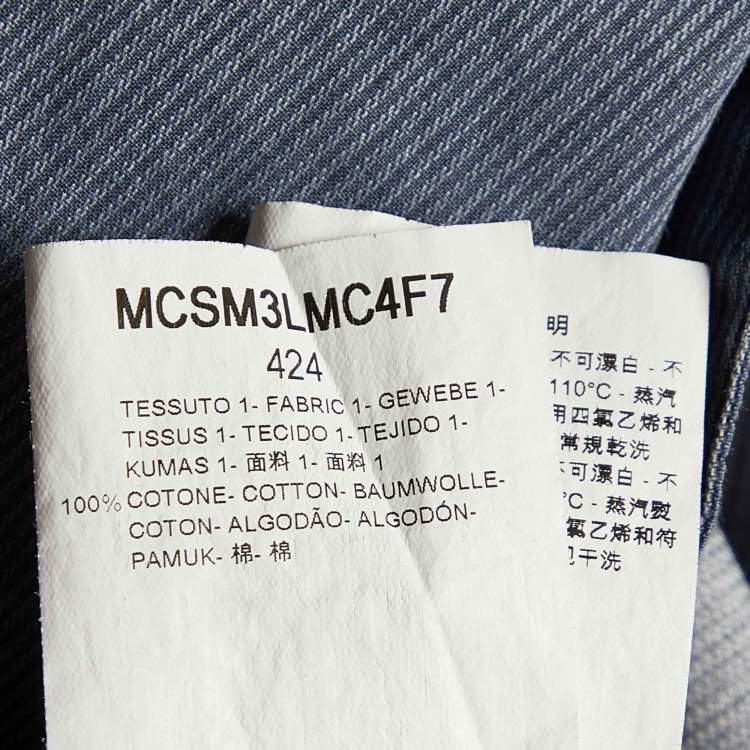 MCSM3LMC4F7
424
TESSUTO 1- FABRIC 1- GEWEBE 1-
TISSUS 1- TECIDO 1- TEJIDO 1-
KUMAS 1- 面料 1- 面料 1
100% COTONE- COTTON- BAUMWOLLE-
COTON- ALGODÃO- ALGODÓN-
PAMUK- 棉- 棉
明
不可漂白 - 不
110°C - 蒸汽
用四氯乙烯和
常規乾洗
不可漂白 - 不
°C - 蒸汽熨
氯乙烯和符
干洗